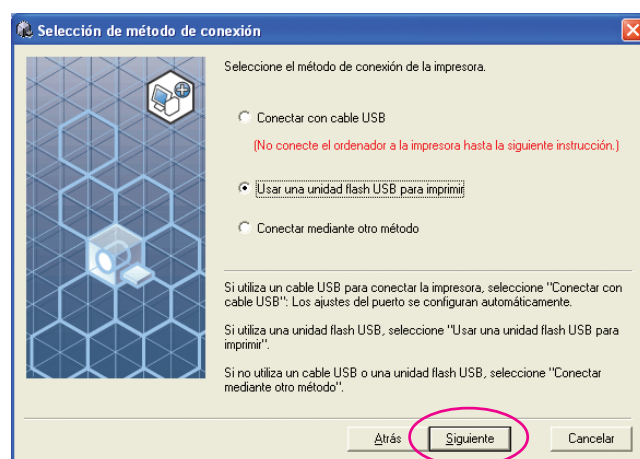 Selección de método de conexión
Seleccione el método de conexión de la impresora.
Conectar con cable USB
(No conecte el ordenador a la impresora hasta la siguiente instrucción.)
Usar una unidad flash USB para imprimir
Conectar mediante otro método
Si utiliza un cable USB para conectar la impresora, seleccione "Conectar con
cable USB": Los ajustes del puerto se configuran automáticamente.
Si utiliza una unidad flash USB, seleccione "Usar una unidad flash USB para
imprimir".
Si no utiliza un cable USB o una unidad flash USB, seleccione "Conectar
mediante otro método".
Atrás
Siguiente
Cancelar